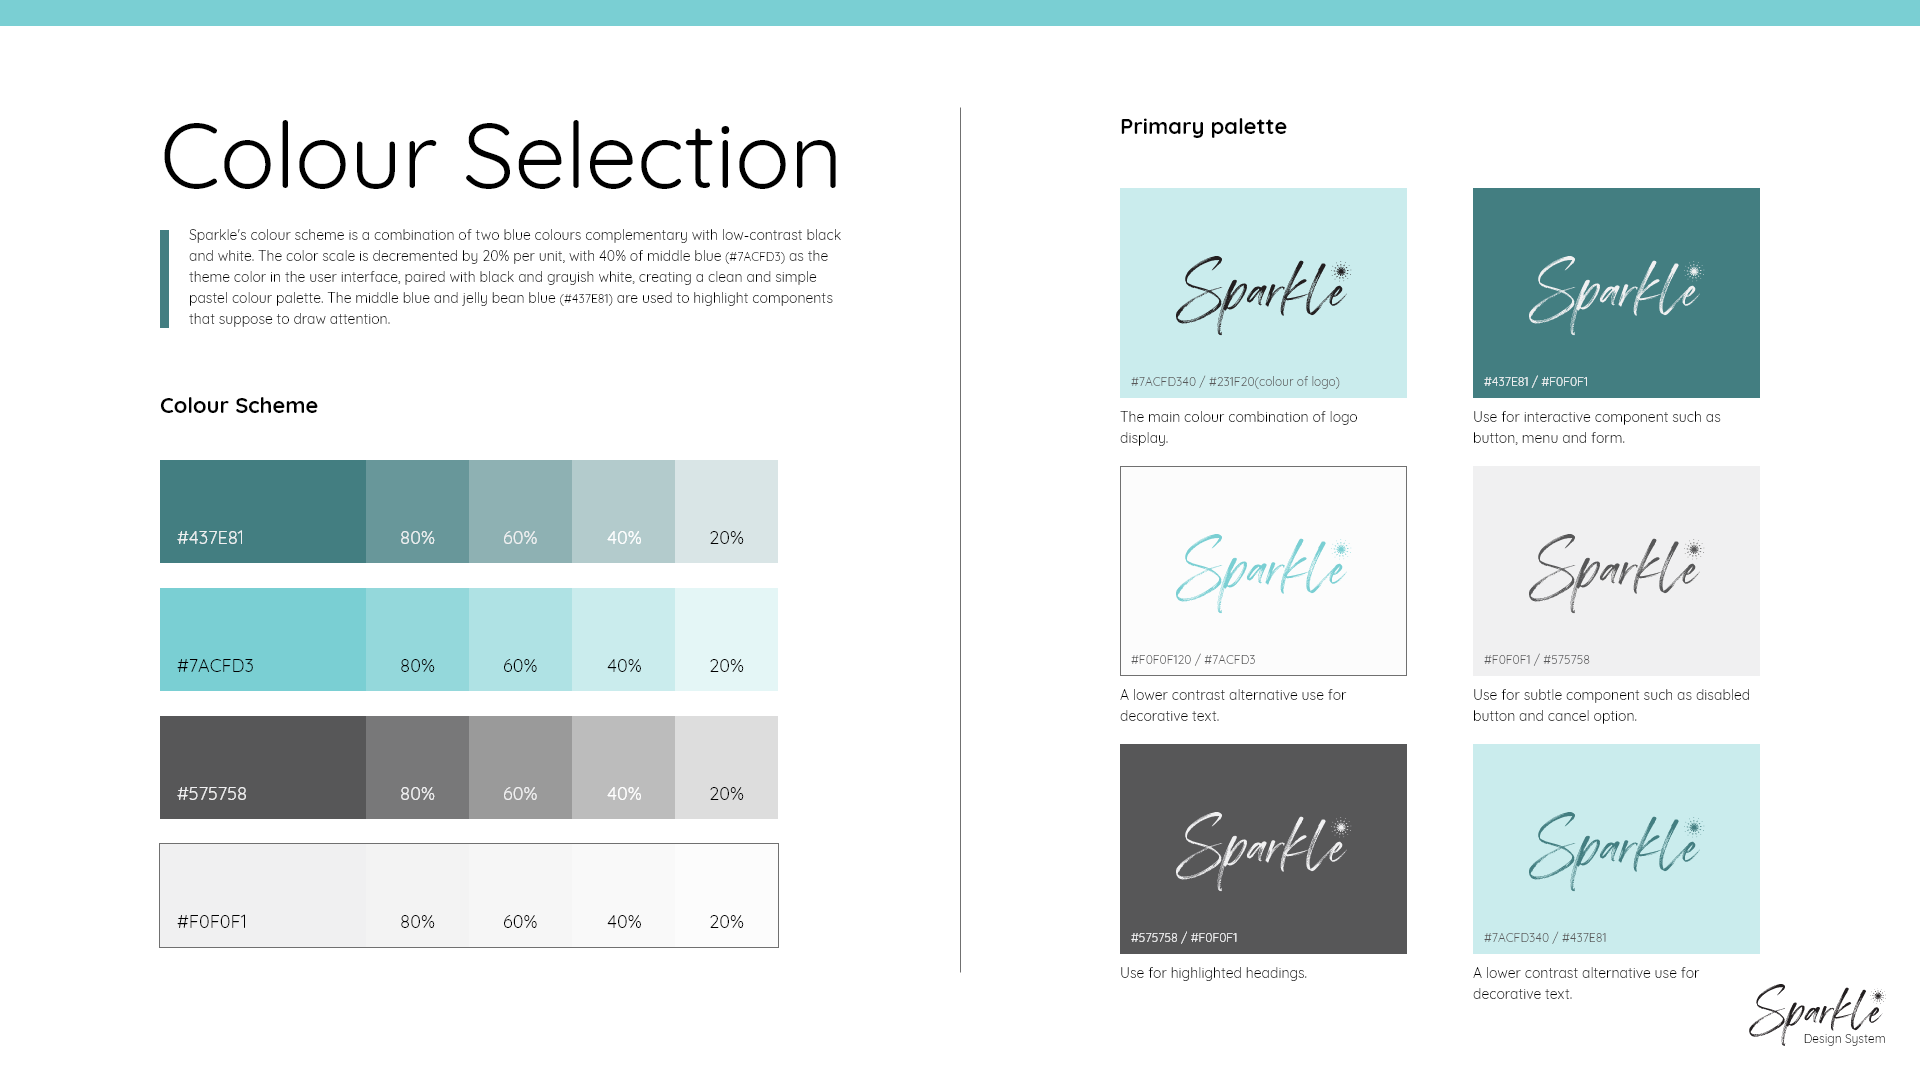 Colour Selection
Sparkle's colour scheme is a combination of two blue colours complementary with low-contrast black
and white. The color scale is decremented by 20% per unit, with 40% of middle blue (#7ACFD3) as the
theme color in the user interface, paired with black and grayish white, creating a clean and simple
pastel colour palette. The middle blue and jelly bean blue (#437E81) are used to highlight components
that suppose to draw attention.
Colour Scheme
#437E81 80% 60% 40% 20%
#7ACFD3 80% 60% 40% 20%
#575758 80% 60% 40% 20%
#F0F0F1 80% 60% 40% 20%
Primary palette
Sparkle
#7ACFD340 / #231F20(colour of logo)
The main colour combination of logo
display.
Sparkle
#437E81 / #F0F0F1
Use for interactive component such as
button, menu and form.
Sparkle
#F0F0F120 / #7ACFD3
A lower contrast alternative use for
decorative text.
Sparkle
#F0F0F1 / #575758
Use for subtle component such as disabled
button and cancel option.
Sparkle
#575758 / #F0F0F1
Use for highlighted headings.
Sparkle
#7ACFD340 / #437E81
A lower contrast alternative use for
decorative text.
Sparkle
Design System